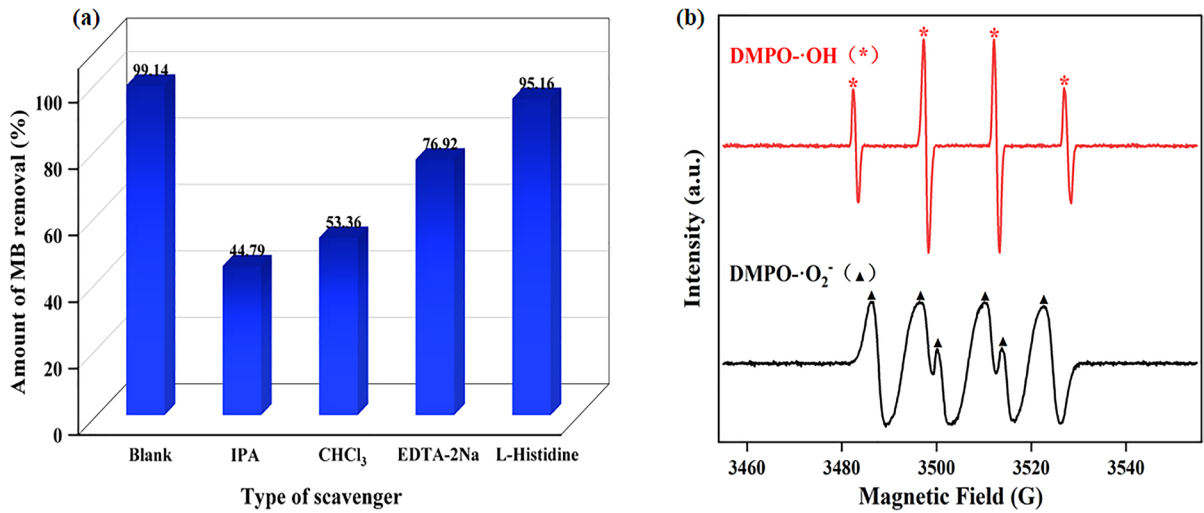 (a)
Amount of MB removal (%)
100
80
60
40
20
0
99.14
44.79
53.36
76.92
95.16
Blank
IPA
CHCl₃
EDTA-2Na
L-Histidine
Type of scavenger
(b)
Intensity (a.u.)
DMPO-·OH (*)
* * * *
DMPO-·O₂⁻ (▲)
3460
3480
3500
3520
3540
Magnetic Field (G)